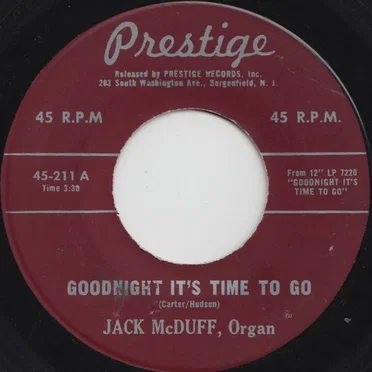 Prestige
Released by PRESTIGE RECORDS, Inc.
203 South Washington Ave., Bergenfield, N. J.
45 R.P.M
45 R.P.M.
45-211 A
Time 3:30
From 12" LP 7220
"GOODNIGHT IT'S
TIME TO GO"
GOODNIGHT IT'S TIME TO GO
(Carter/Hudson)
JACK McDUFF, Organ